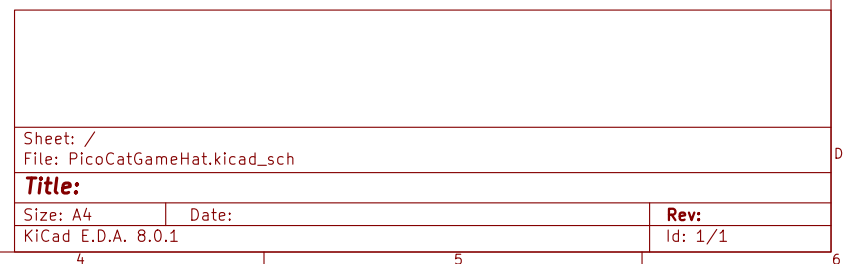 Sheet: /
File: PicoCatGameHat.kicad_sch
D
Title:
Size: A4 Date: Rev:
KiCad E.D.A. 8.0.1 Id: 1/1
4 5 6